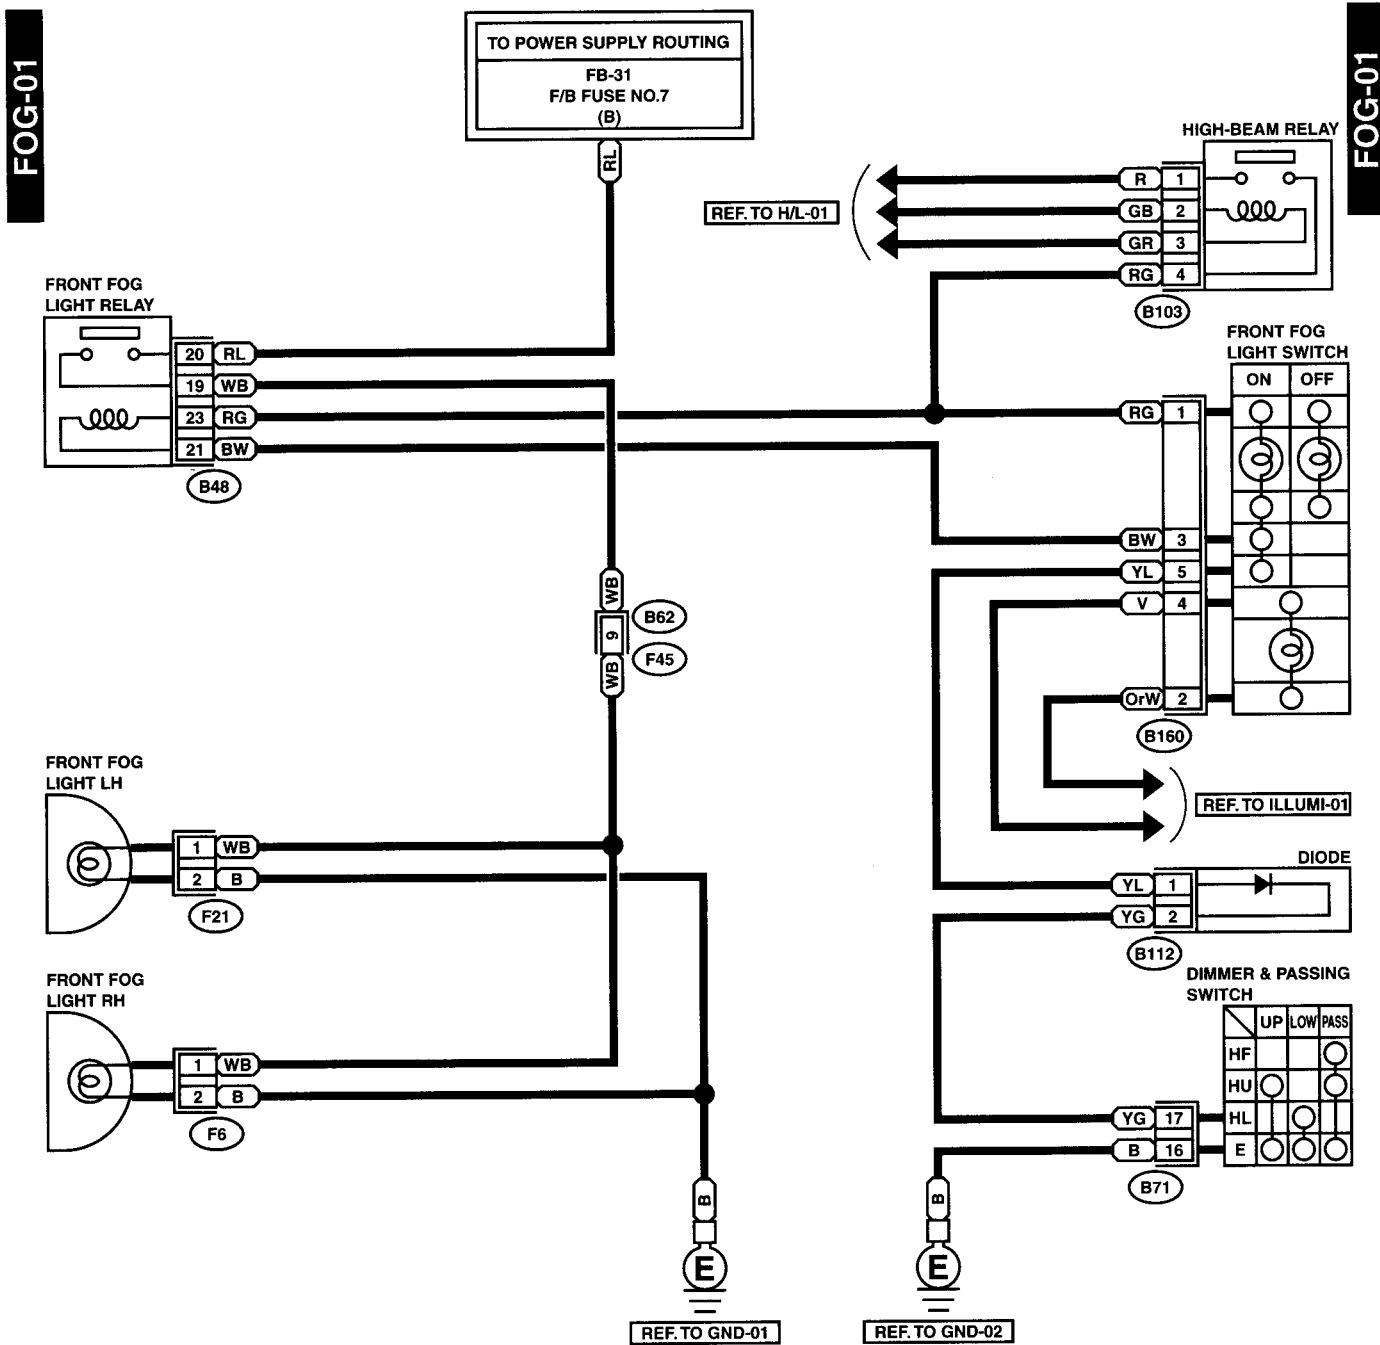 FOG-01
FOG-01
TO POWER SUPPLY ROUTING
FB-31
F/B FUSE NO.7
(B)
RL
HIGH-BEAM RELAY
R 1
GB 2
GR 3
RG 4
B103
REF. TO H/L-01
FRONT FOG
LIGHT RELAY
20 RL
19 WB
23 RG
21 BW
B48
FRONT FOG
LIGHT SWITCH
ON OFF
RG 1
BW 3
YL 5
V 4
OrW 2
B160
WB
B62
9
F45
WB
REF. TO ILLUMI-01
FRONT FOG
LIGHT LH
1 WB
2 B
F21
DIODE
YL 1
YG 2
B112
FRONT FOG
LIGHT RH
1 WB
2 B
F6
DIMMER & PASSING
SWITCH
UP LOW PASS
HF
HU
HL
E
YG 17
B 16
B71
B
E
REF. TO GND-01
B
E
REF. TO GND-02